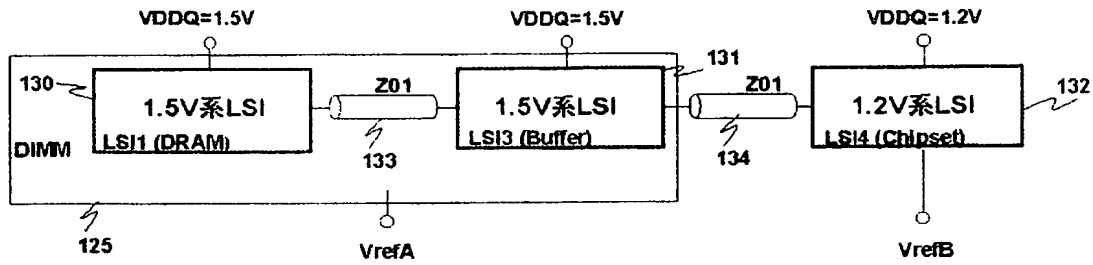 VDDQ=1.5V
VDDQ=1.5V
VDDQ=1.2V
130
1.5V系LSI
LSI1 (DRAM)
Z01
133
131
1.5V系LSI
LSI3 (Buffer)
Z01
134
1.2V系LSI
LSI4 (Chipset)
132
DIMM
125
VrefA
VrefB